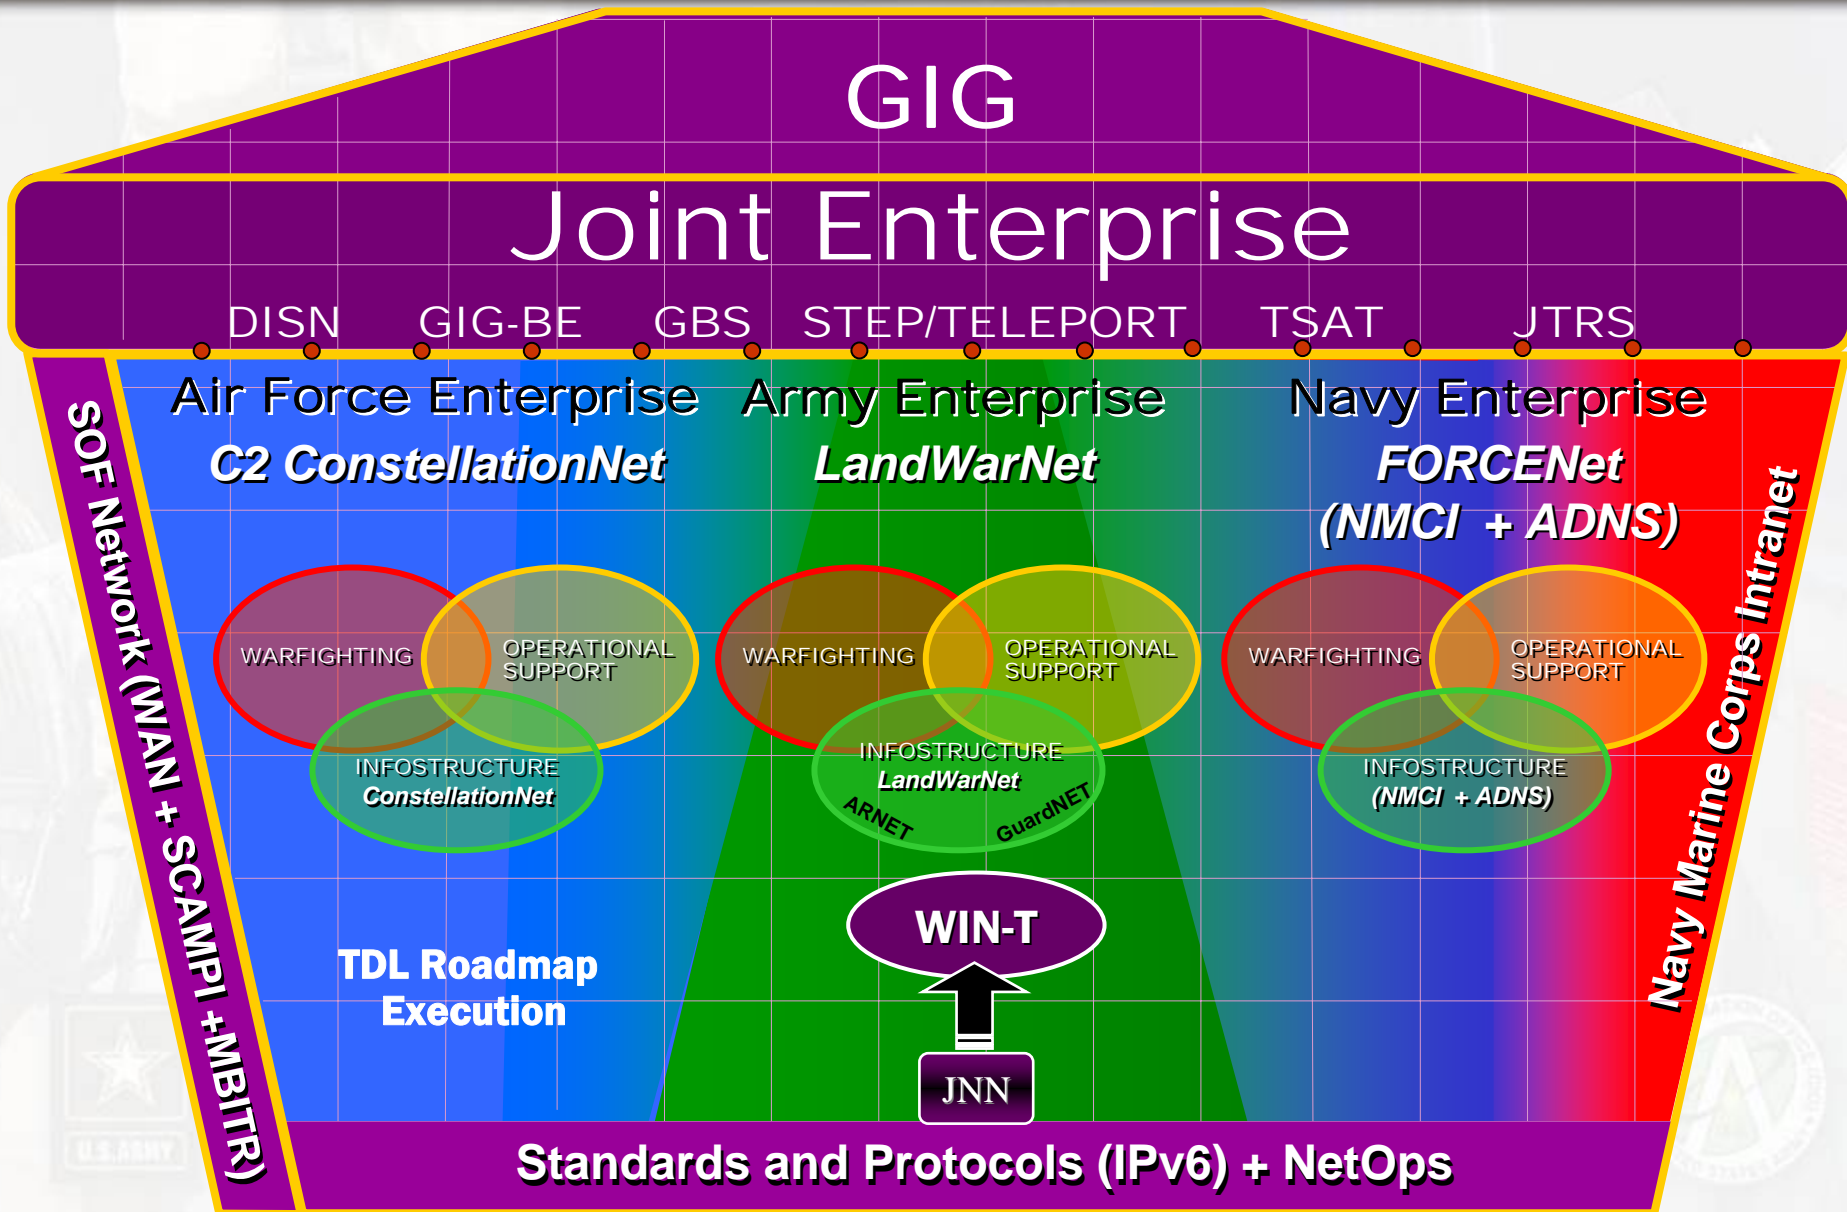 GIG
Joint Enterprise
DISN GIG-BE GBS STEP/TELEPORT TSAT JTRS
Air Force Enterprise
C2 ConstellationNet
Army Enterprise
LandWarNet
Navy Enterprise
FORCENet
(NMCI + ADNS)
SOF Network (WAN + SCAMPI +MBITR)
Navy Marine Corps Intranet
WARFIGHTING
OPERATIONAL
SUPPORT
INFOSTRUCTURE
ConstellationNet
WARFIGHTING
OPERATIONAL
SUPPORT
INFOSTRUCTURE
LandWarNet
ARNET
GuardNET
WARFIGHTING
OPERATIONAL
SUPPORT
INFOSTRUCTURE
(NMCI + ADNS)
TDL Roadmap
Execution
WIN-T
JNN
Standards and Protocols (IPv6) + NetOps
U.S.ARMY